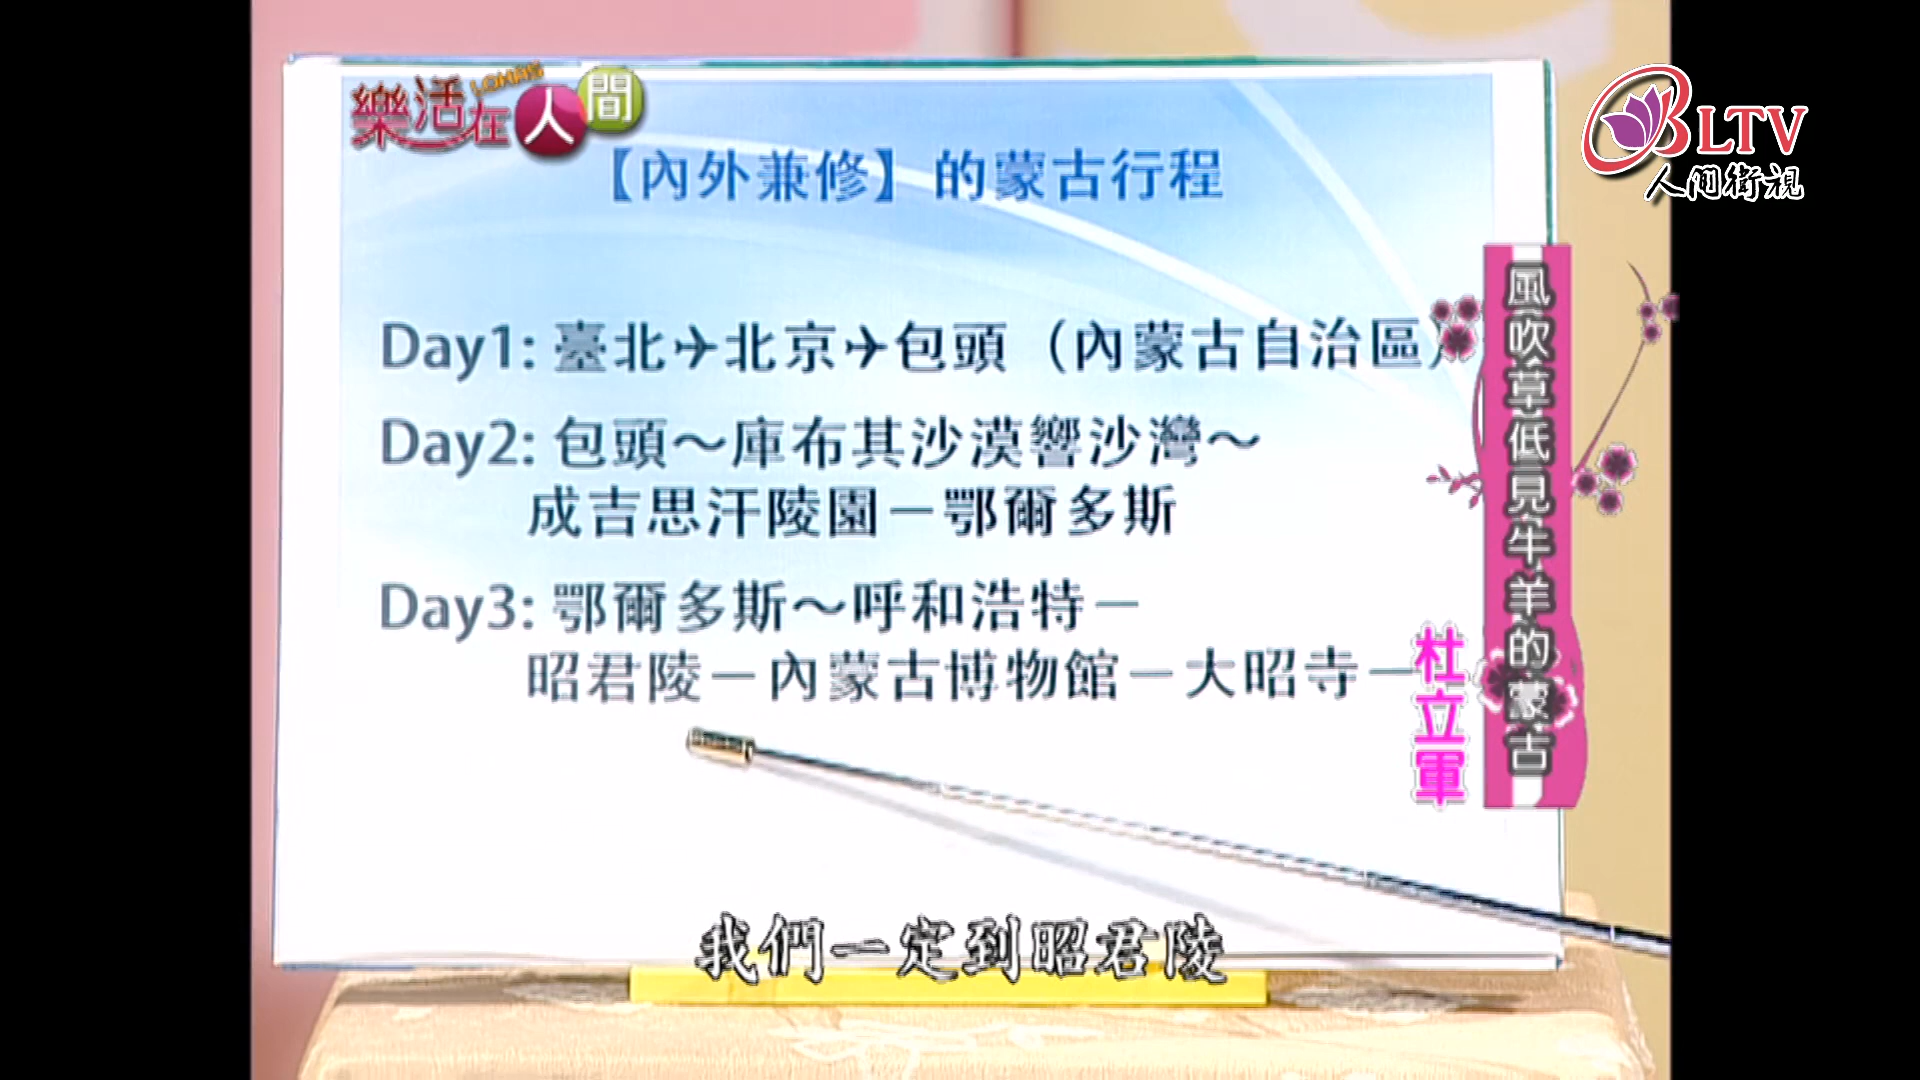 樂活在人間
LOHAS
BLTV
人間衛視
【內外兼修】的蒙古行程
Day1: 臺北✈北京✈包頭（內蒙古自治區）
Day2: 包頭～庫布其沙漠響沙灣～
成吉思汗陵園－鄂爾多斯
Day3: 鄂爾多斯～呼和浩特－
昭君陵－內蒙古博物館－大昭寺－
風吹草低見牛羊的蒙古
杜立軍
我們一定到昭君陵